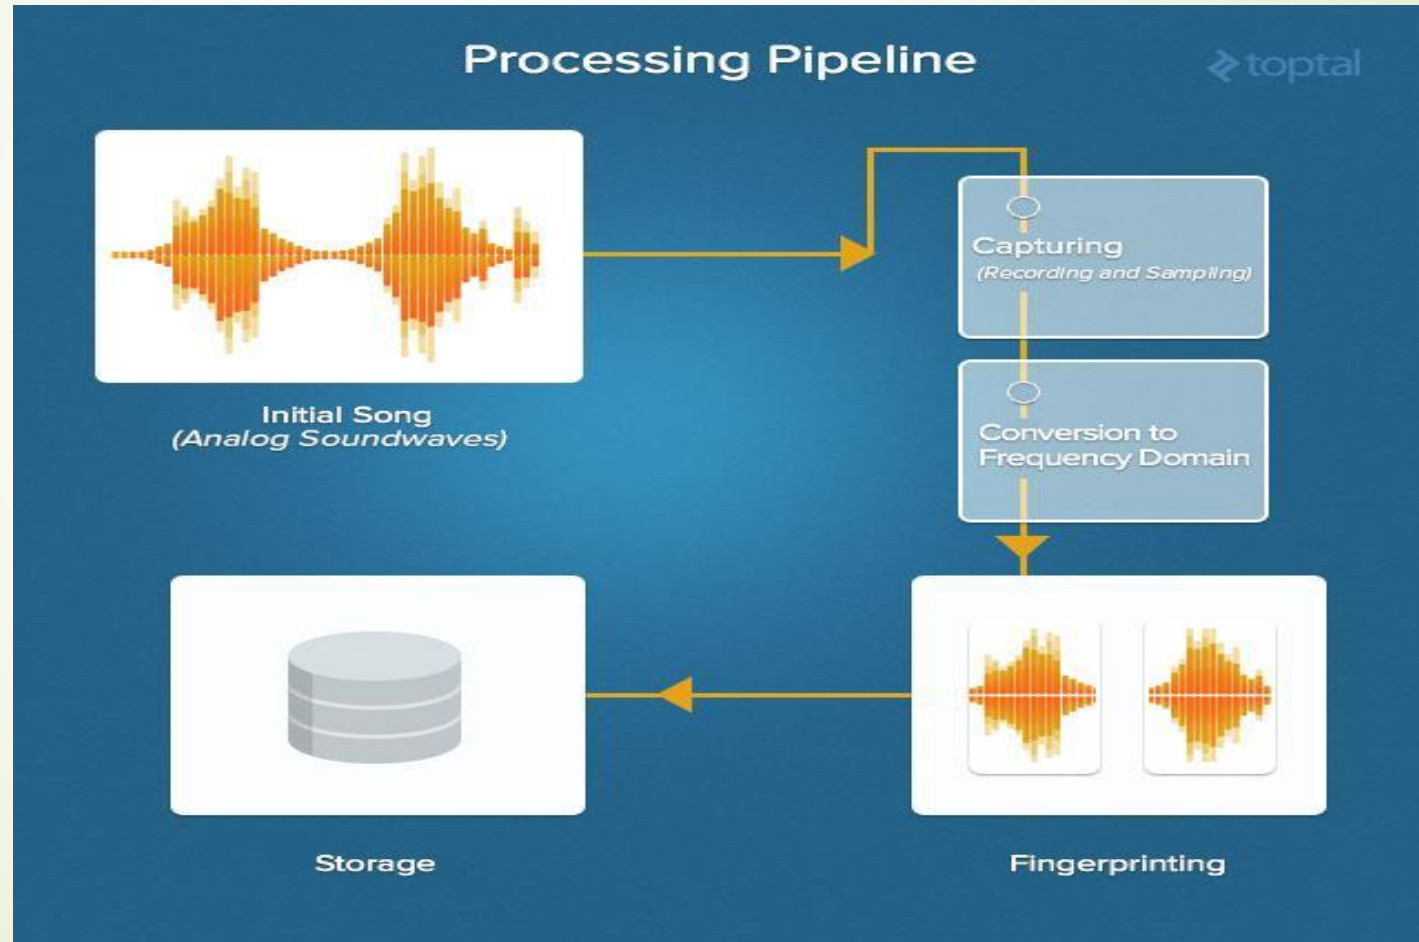 Processing Pipeline
toptal
Initial Song
(Analog Soundwaves)
Capturing
(Recording and Sampling)
Conversion to
Frequency Domain
Storage
Fingerprinting